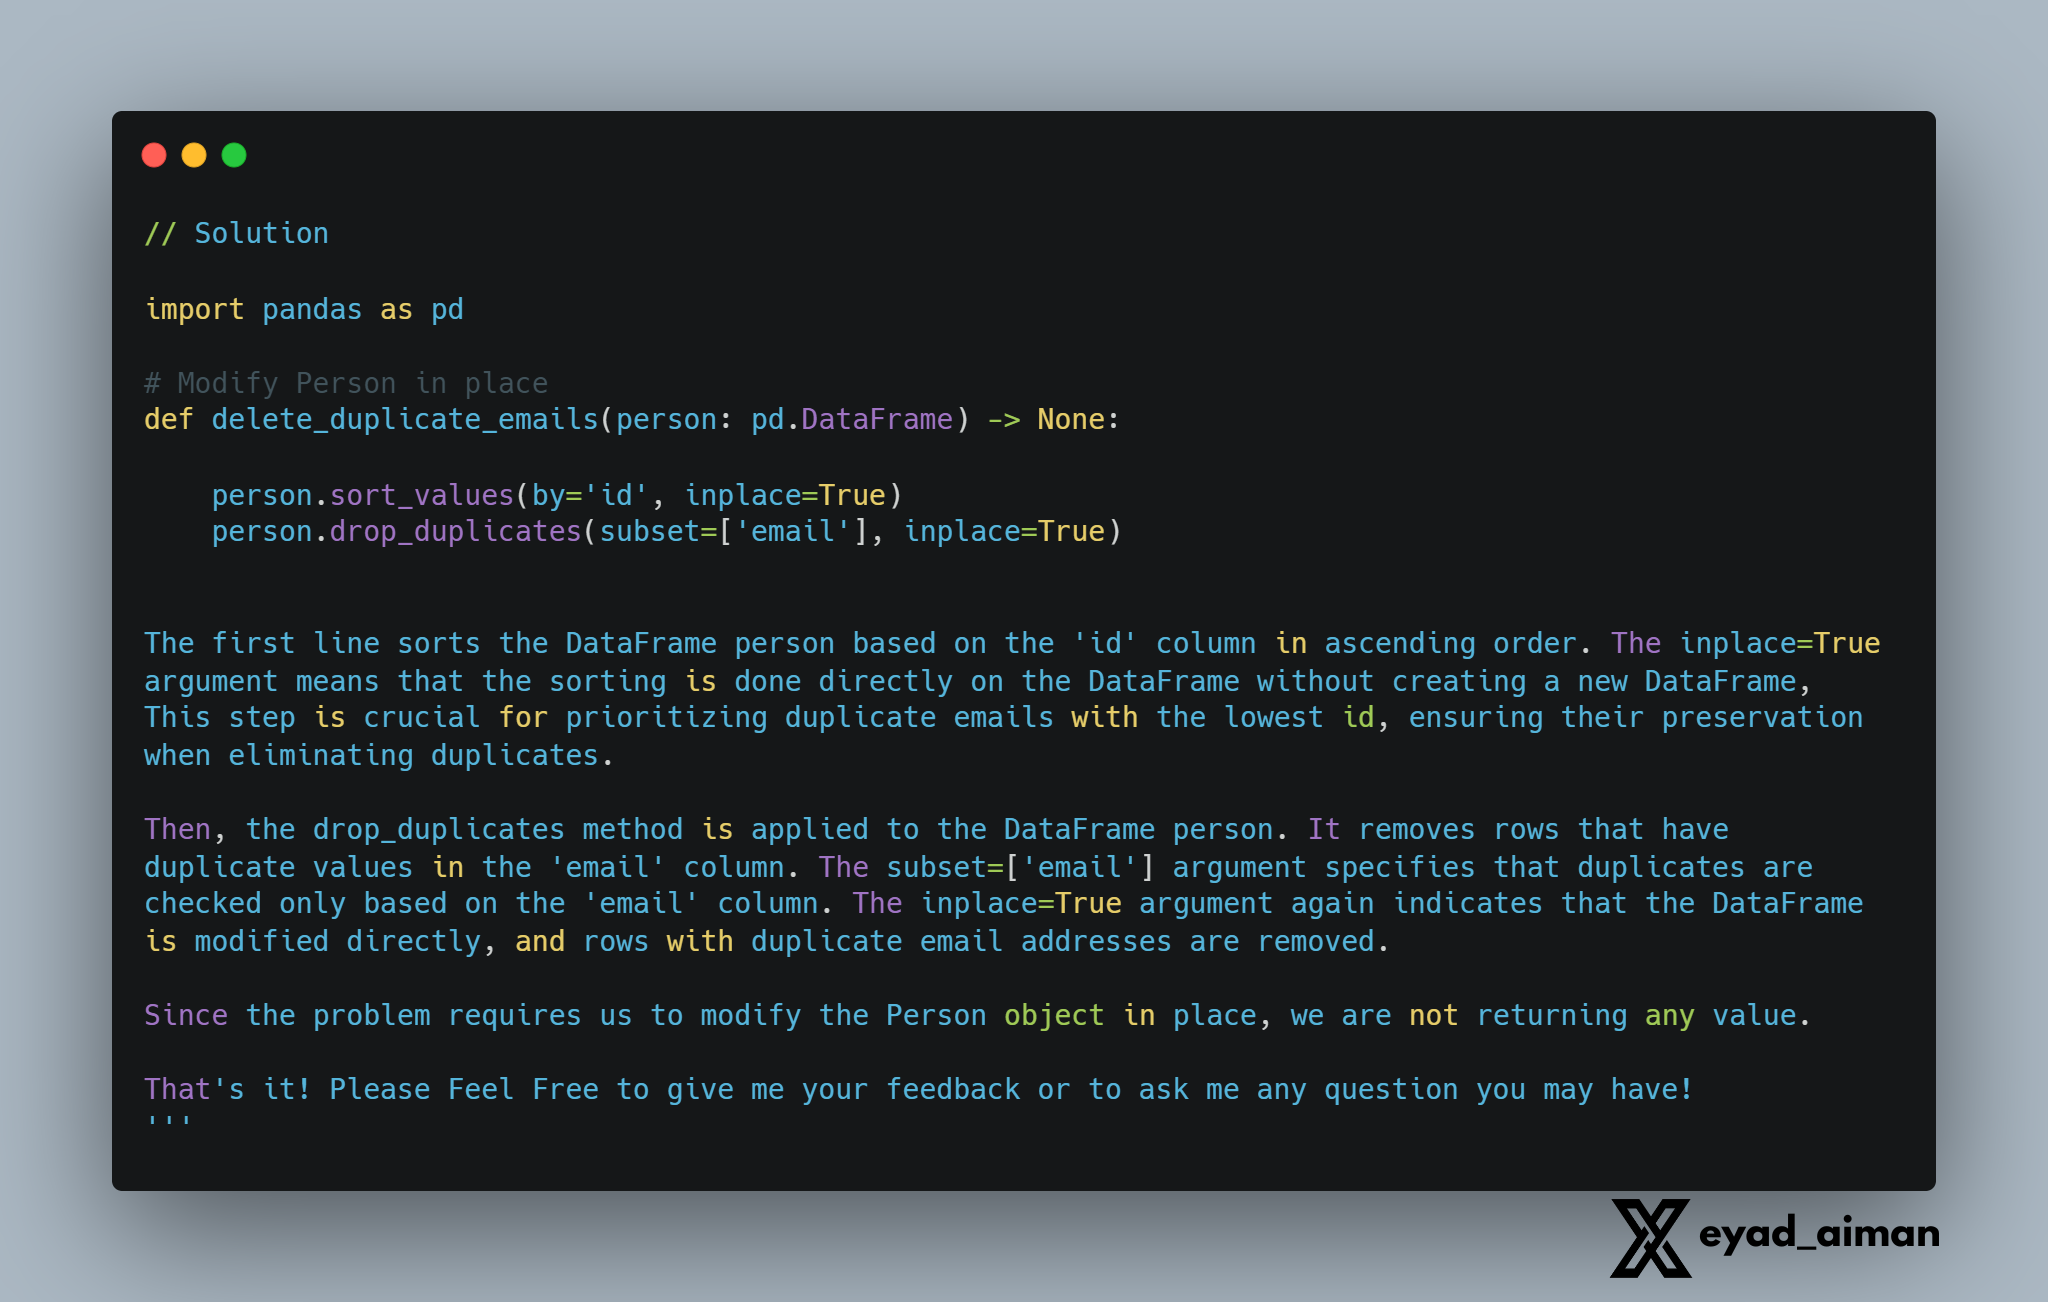 // Solution
import pandas as pd
# Modify Person in place
def delete_duplicate_emails(person: pd.DataFrame) -> None:
    person.sort_values(by='id', inplace=True)
    person.drop_duplicates(subset=['email'], inplace=True)
The first line sorts the DataFrame person based on the 'id' column in ascending order. The inplace=True
argument means that the sorting is done directly on the DataFrame without creating a new DataFrame,
This step is crucial for prioritizing duplicate emails with the lowest id, ensuring their preservation
when eliminating duplicates.
Then, the drop_duplicates method is applied to the DataFrame person. It removes rows that have
duplicate values in the 'email' column. The subset=['email'] argument specifies that duplicates are
checked only based on the 'email' column. The inplace=True argument again indicates that the DataFrame
is modified directly, and rows with duplicate email addresses are removed.
Since the problem requires us to modify the Person object in place, we are not returning any value.
That's it! Please Feel Free to give me your feedback or to ask me any question you may have!
'''
eyad_aiman